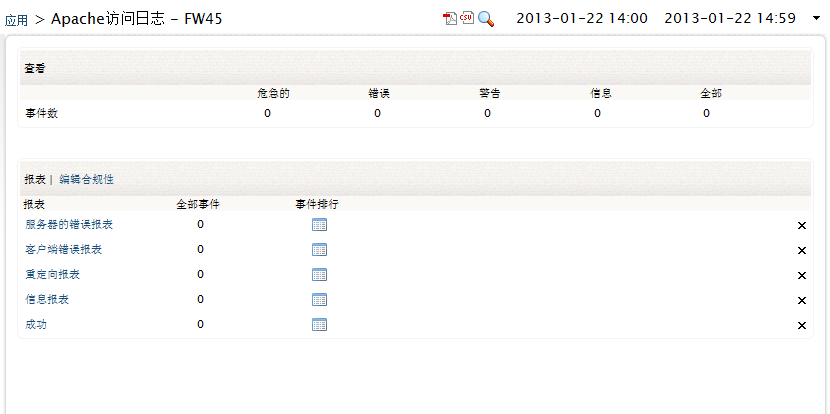 应用 > Apache访问日志 – FW45 CSV 2013-01-22 14:00 2013-01-22 14:59
查看
危急的 错误 警告 信息 全部
事件数 0 0 0 0 0
报表 | 编辑合规性
报表 全部事件 事件排行
服务器的错误报表 0
客户端错误报表 0
重定向报表 0
信息报表 0
成功 0